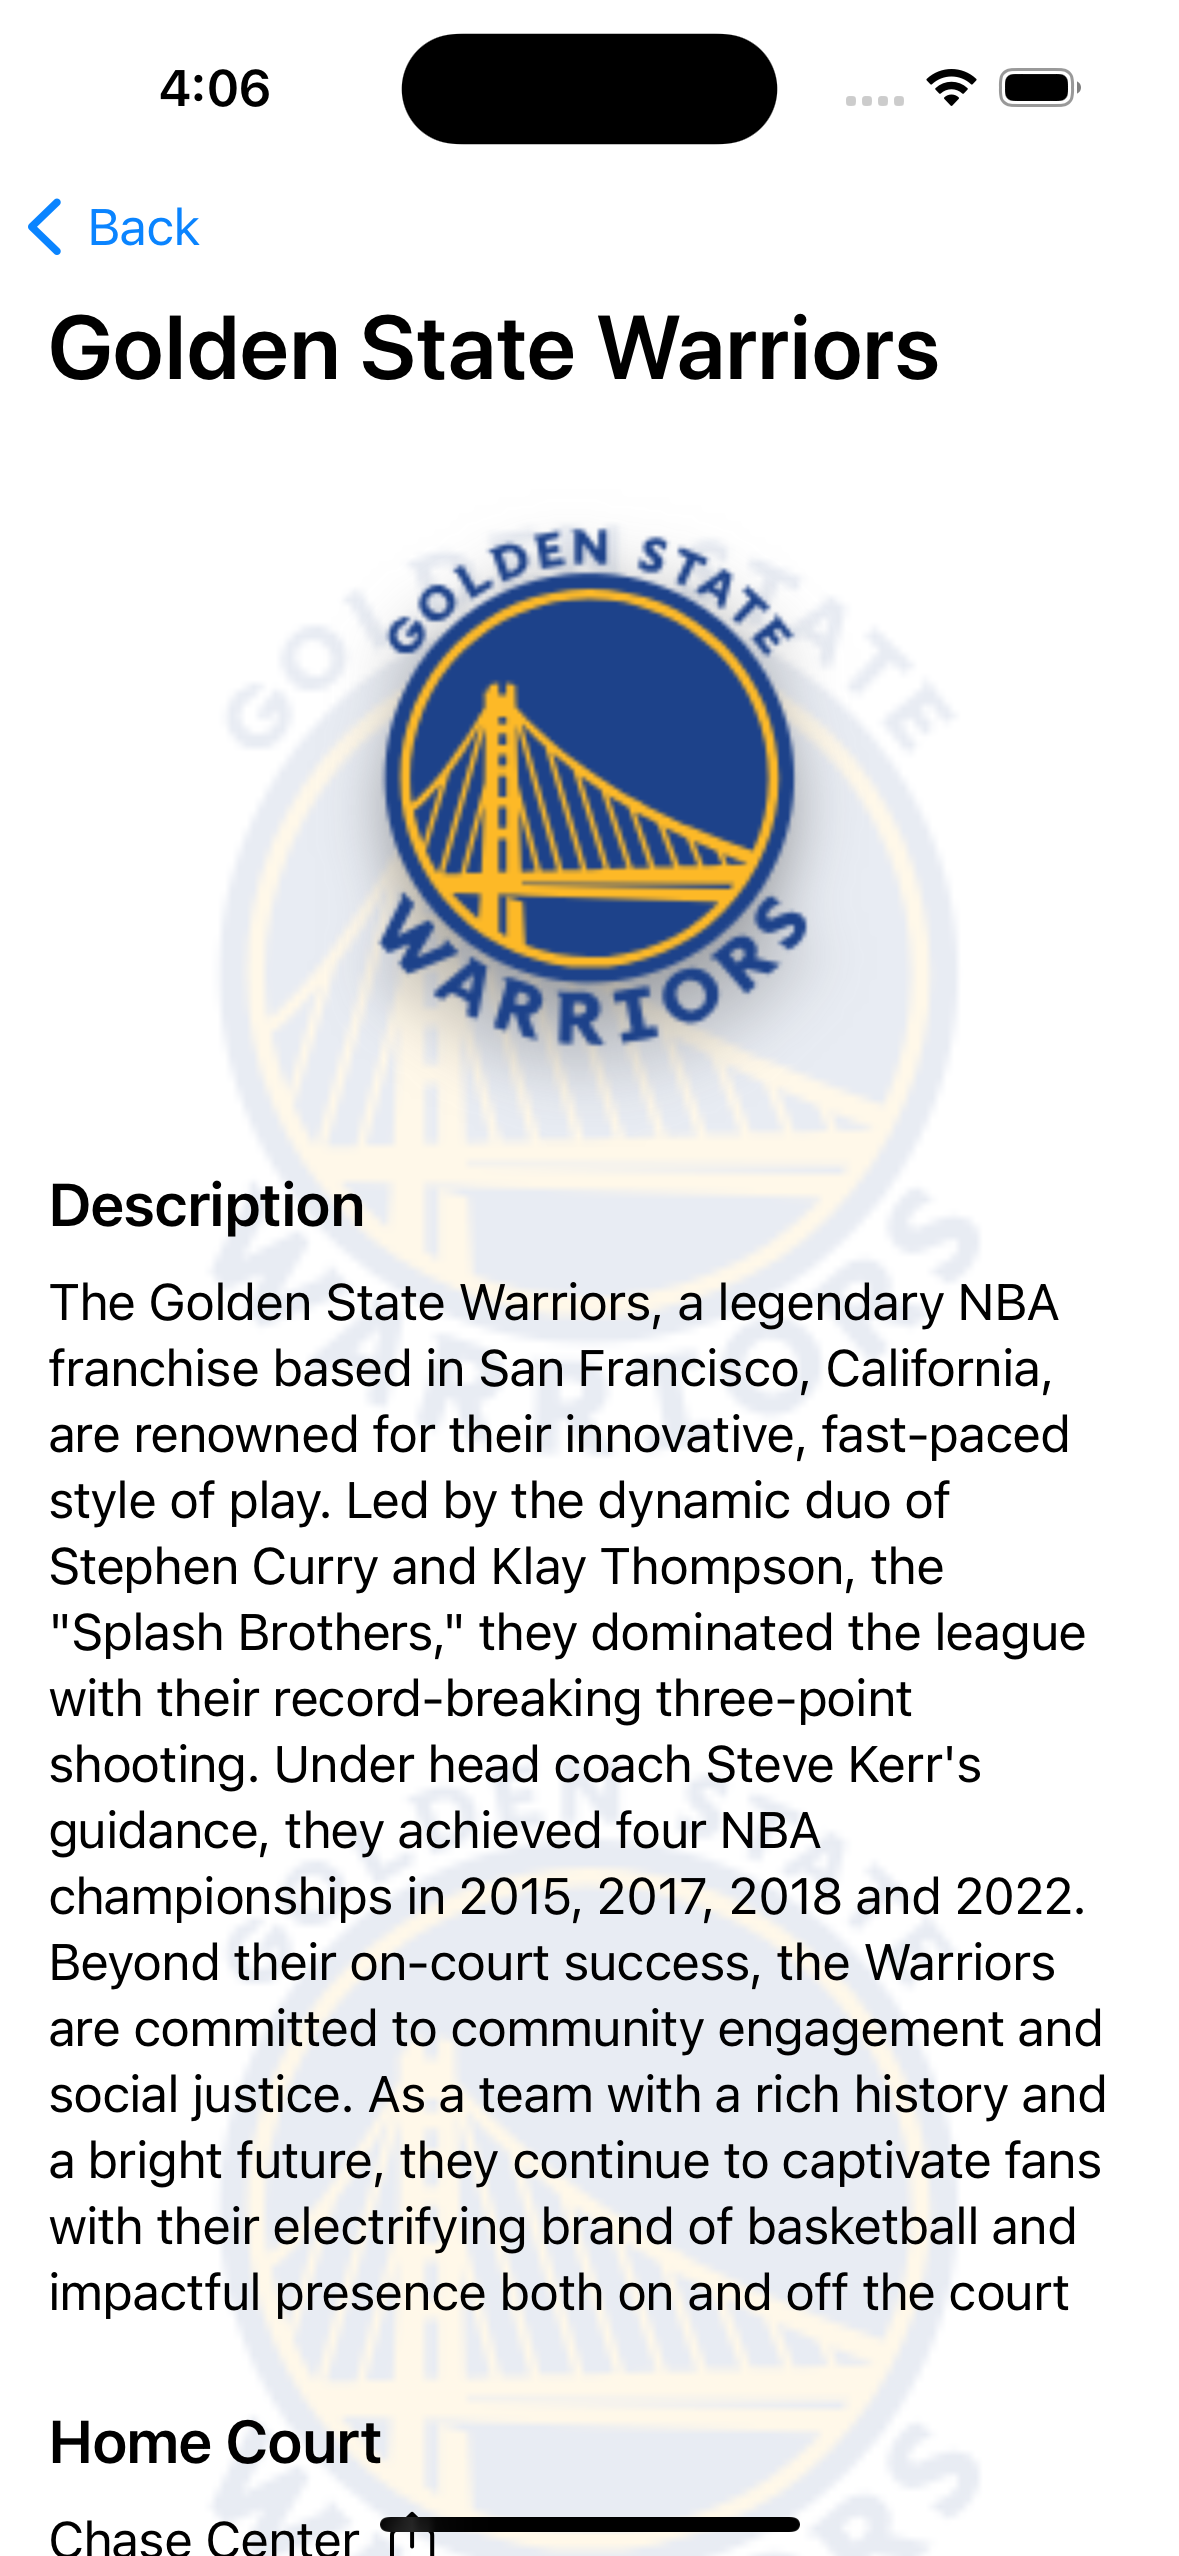 4:06
Back
Golden State Warriors
GOLDEN STATE
WARRIORS
GOLDEN STATE
WARRIORS
Description
The Golden State Warriors, a legendary NBA
franchise based in San Francisco, California,
are renowned for their innovative, fast-paced
style of play. Led by the dynamic duo of
Stephen Curry and Klay Thompson, the
"Splash Brothers," they dominated the league
with their record-breaking three-point
shooting. Under head coach Steve Kerr's
guidance, they achieved four NBA
championships in 2015, 2017, 2018 and 2022.
Beyond their on-court success, the Warriors
are committed to community engagement and
social justice. As a team with a rich history and
a bright future, they continue to captivate fans
with their electrifying brand of basketball and
impactful presence both on and off the court
GOLDEN STATE
WARRIORS
Home Court
Chase Center